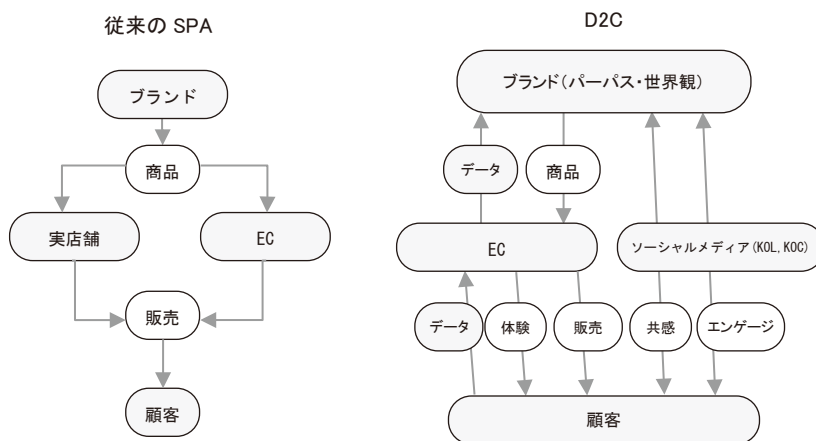 従来の SPA
ブランド
商品
実店舗
EC
販売
顧客
D2C
ブランド(パーパス・世界観)
データ
商品
EC
ソーシャルメディア(KOL, KOC)
データ
体験
販売
共感
エンゲージ
顧客